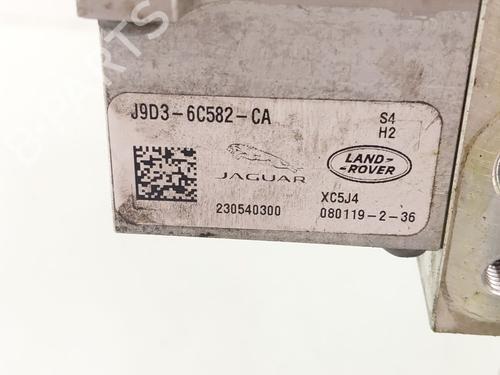 J9D3-6C582-CA
S4
H2
JAGUAR
LAND-
-ROVER
230540300
XC5J4
080119-2-36